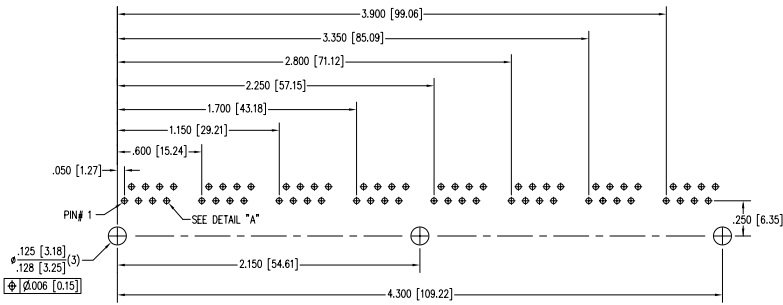 3.900 [99.06]
3.350 [85.09]
2.800 [71.12]
2.250 [57.15]
1.700 [43.18]
1.150 [29.21]
.600 [15.24]
.050 [1.27]
PIN# 1
SEE DETAIL "A"
.250 [6.35]
⌀ .125 [3.18]
.128 [3.25] (3)
⌖ ⌀.006 [0.15]
2.150 [54.61]
4.300 [109.22]